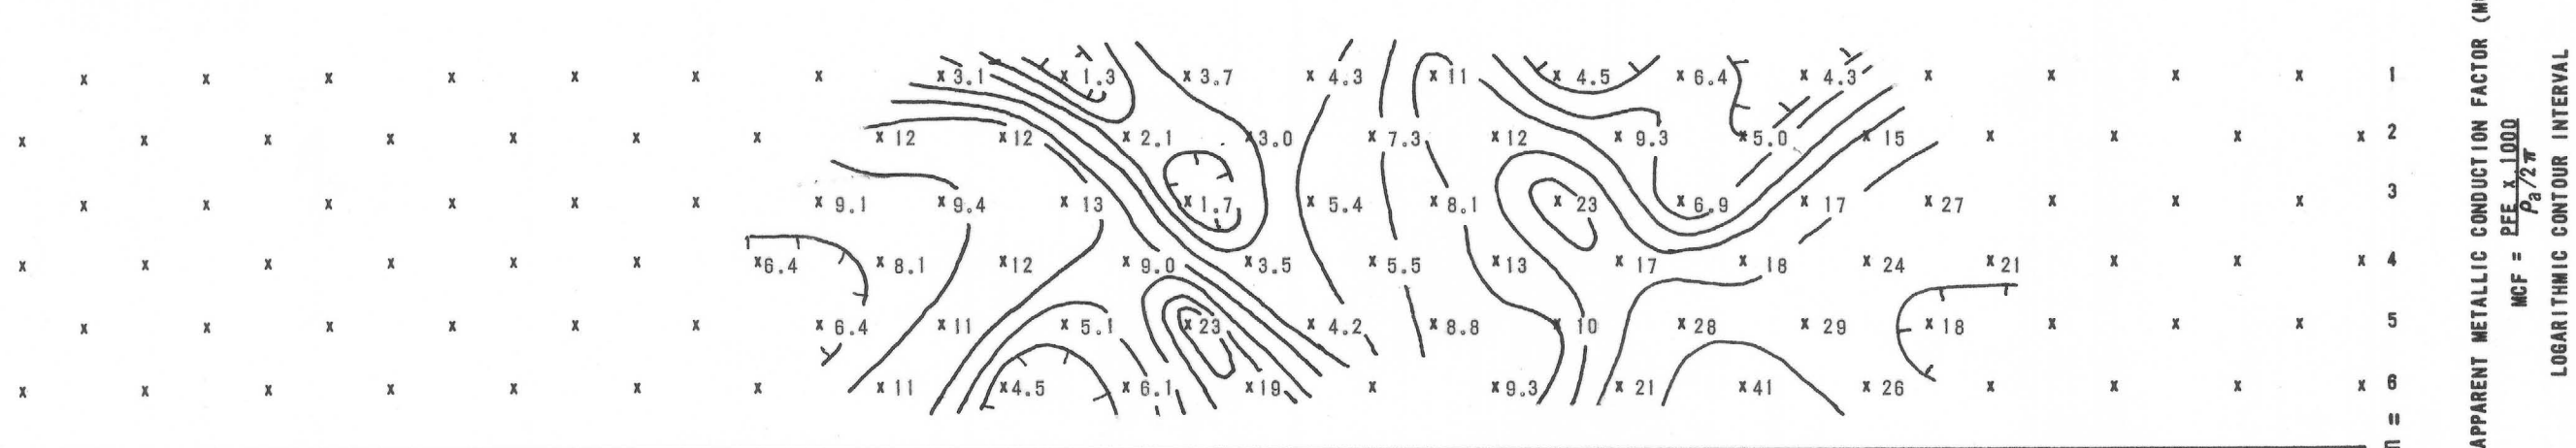 3.1 1.3 3.7 4.3 11 4.5 6.4 4.3 1
12 12 2.1 3.0 7.3 12 9.3 5.0 15 2
9.1 9.4 13 1.7 5.4 8.1 23 6.9 17 27 3
6.4 8.1 12 9.0 3.5 5.5 13 17 18 24 21 4
6.4 11 5.1 23 4.2 8.8 10 28 29 18 5
11 4.5 6.1 19 9.3 21 41 26 6
n =
APPARENT METALLIC CONDUCTION FACTOR
MCF = PFE x 1000
ρa/2π
LOGARITHMIC CONTOUR INTERVAL